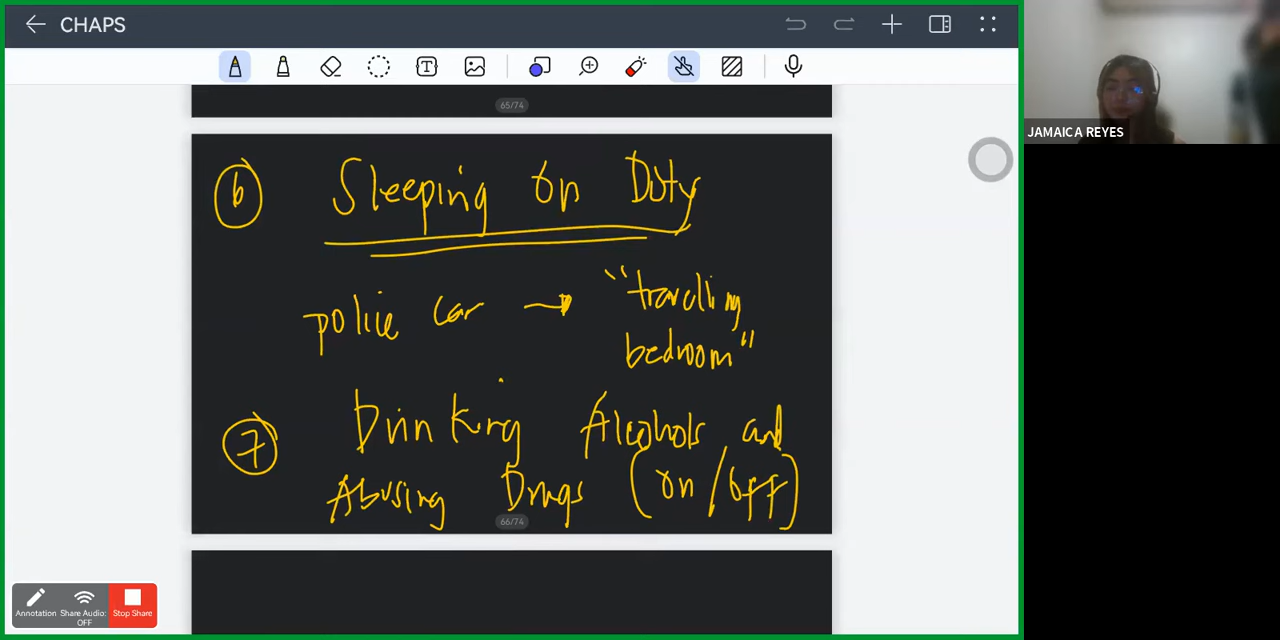 CHAPS
JAMAICA REYES
65/74
6 Sleeping on Duty
police car → "traveling
bedroom"
7 Drinking Alcohols and
Abusing Drugs (on/off)
66/74
Annotation
Share Audio:
OFF
Stop Share